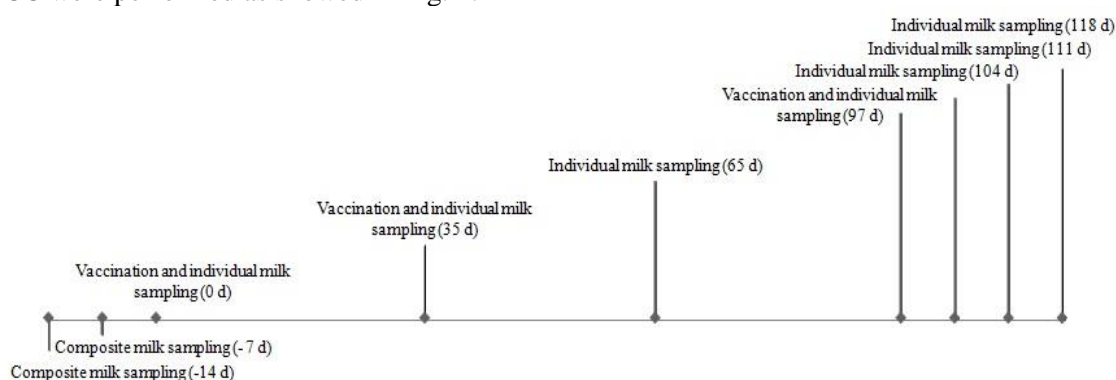 Individual milk sampling (118 d)
Individual milk sampling (111 d)
Individual milk sampling (104 d)
Vaccination and individual milk
sampling (97 d)
Individual milk sampling (65 d)
Vaccination and individual milk
sampling (35 d)
Vaccination and individual milk
sampling (0 d)
Composite milk sampling (- 7 d)
Composite milk sampling (-14 d)